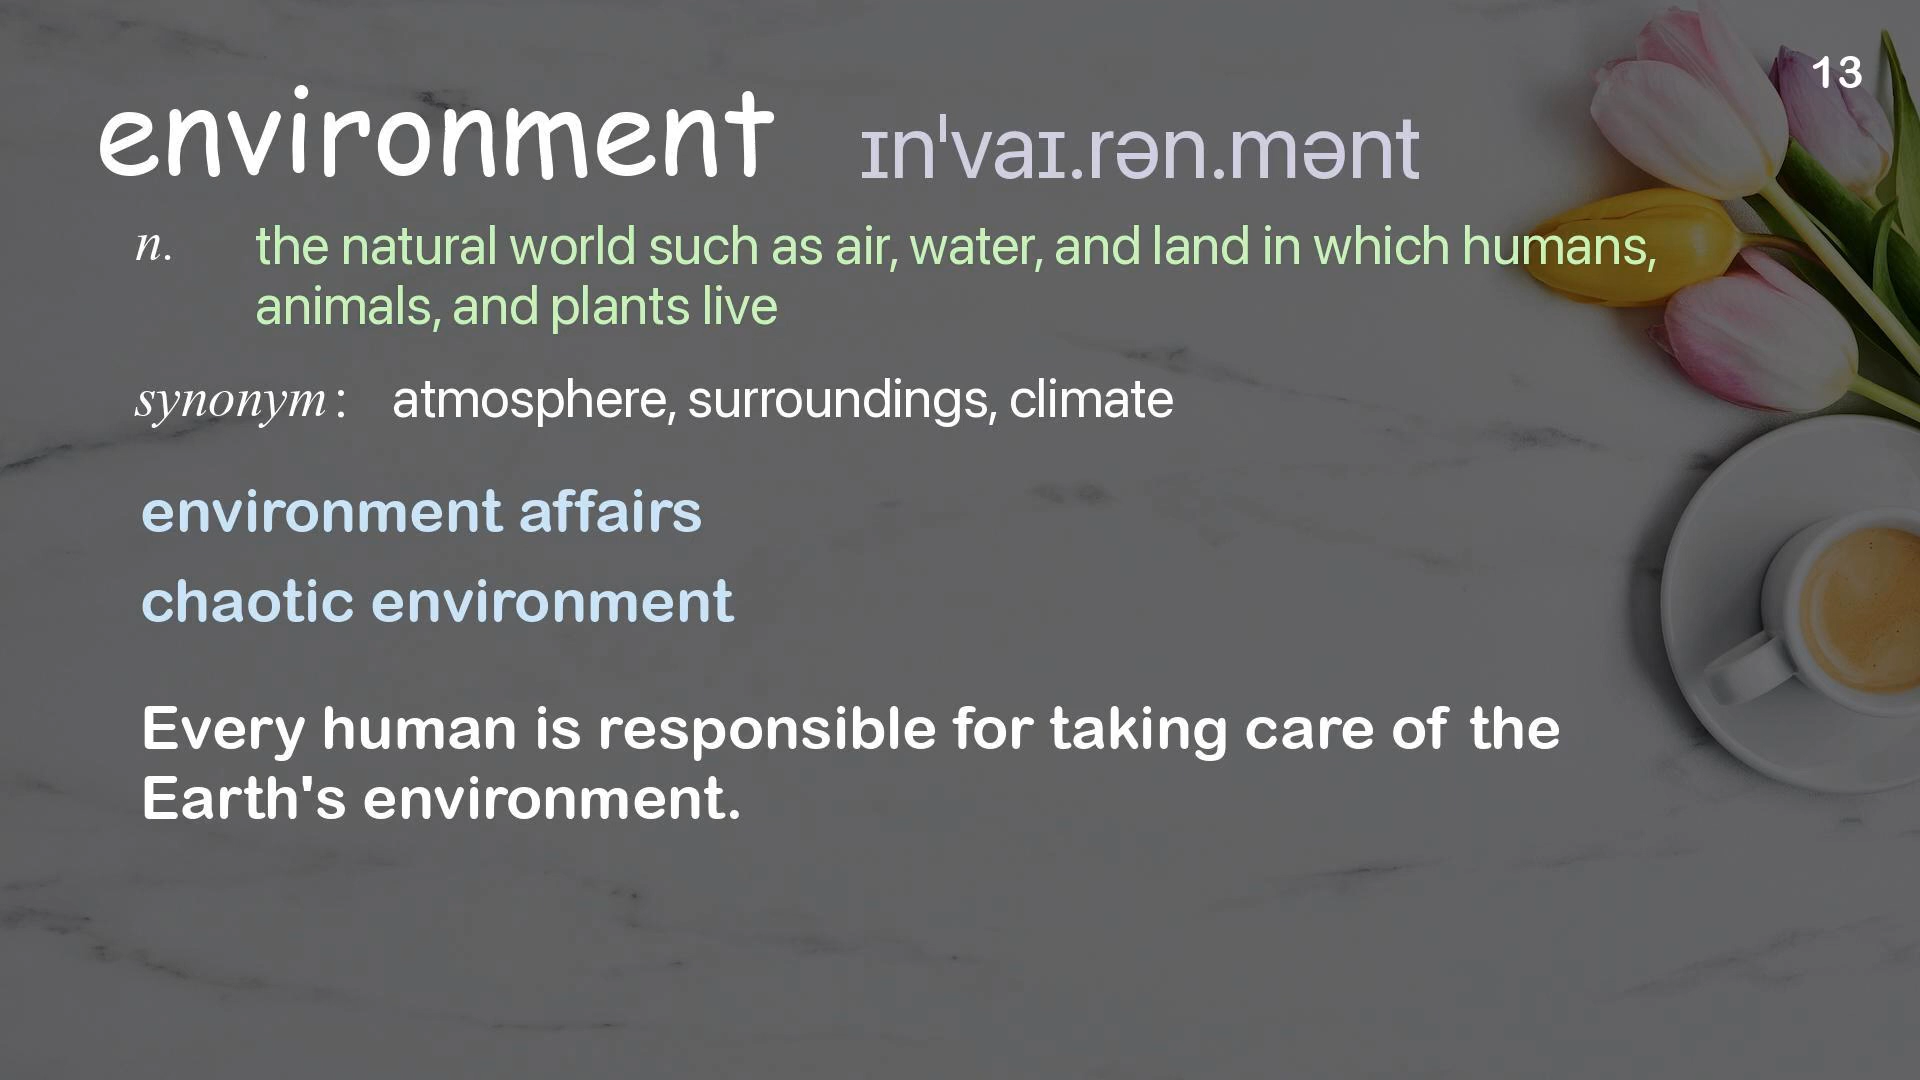 13
environment ɪnˈvaɪ.rən.mənt
n. the natural world such as air, water, and land in which humans,
animals, and plants live
synonym : atmosphere, surroundings, climate
environment affairs
chaotic environment
Every human is responsible for taking care of the
Earth's environment.